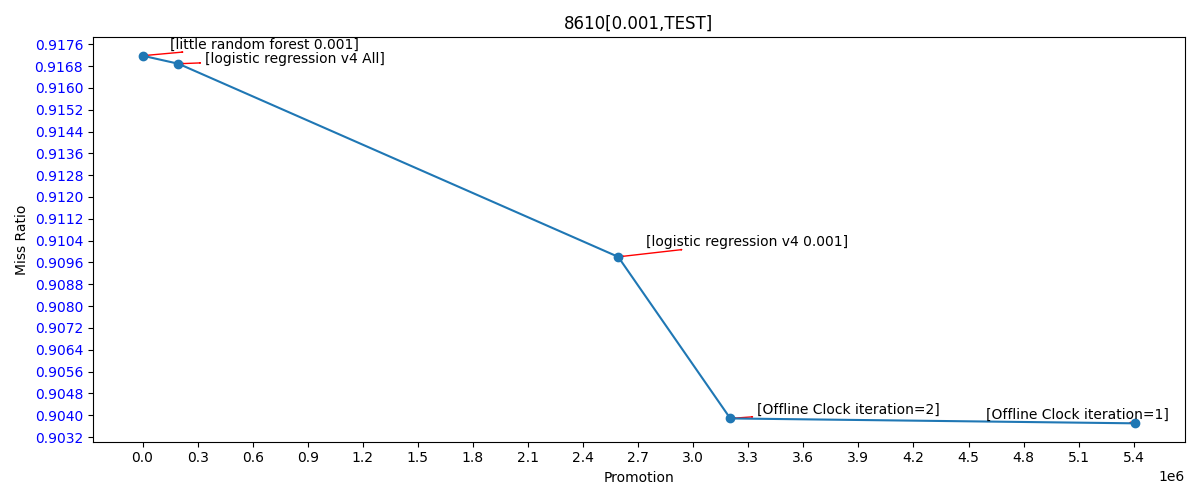 8610[0.001,TEST]
Miss Ratio
0.9176
0.9168
0.9160
0.9152
0.9144
0.9136
0.9128
0.9120
0.9112
0.9104
0.9096
0.9088
0.9080
0.9072
0.9064
0.9056
0.9048
0.9040
0.9032
[little random forest 0.001]
[logistic regression v4 All]
[logistic regression v4 0.001]
[Offline Clock iteration=2]
[Offline Clock iteration=1]
0.0 0.3 0.6 0.9 1.2 1.5 1.8 2.1 2.4 2.7 3.0 3.3 3.6 3.9 4.2 4.5 4.8 5.1 5.4
1e6
Promotion